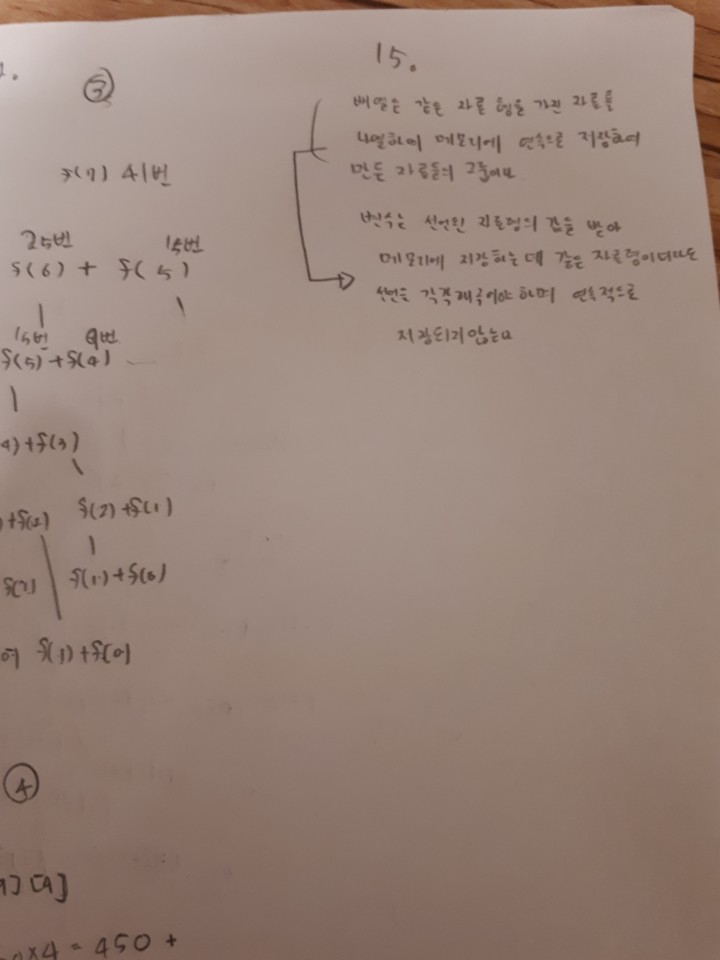 ③
f(7) 41번
25번 15번
f(6) + f(5)
15번 9번
f(5)+f(4)
4)+f(3)
+f(2) f(2)+f(1)
f(1)+f(0)
f(1)+f(0)
④
][9]
×4 = 450 +
15.
배열은 같은 자료 형을 가진 자료를
나열하여 메모리에 연속으로 저장하여
만든 자료들의 그룹이다
변수는 선언된 자료형의 값을 받아
메모리에 저장하는데 같은 자료형이더라도
선언을 각각 해주어야 하며 연속적으로
저장되지 않는다